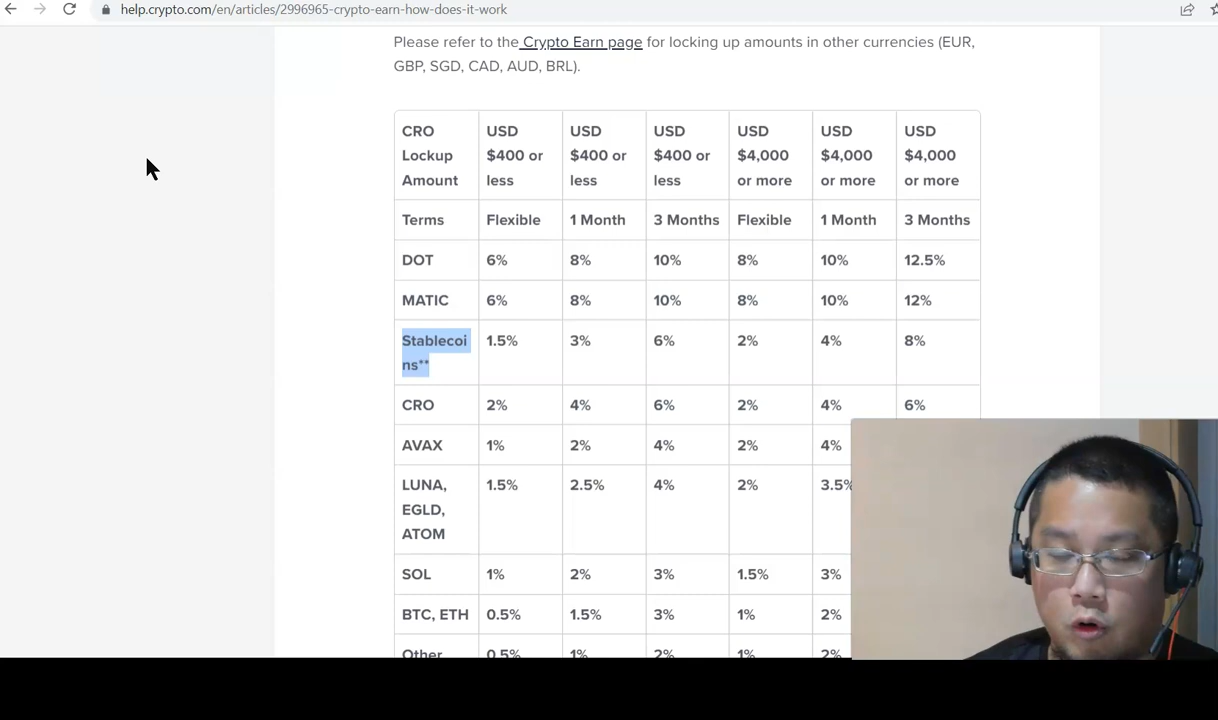 help.crypto.com/en/articles/2996965-crypto-earn-how-does-it-work
Please refer to the Crypto Earn page for locking up amounts in other currencies (EUR,
GBP, SGD, CAD, AUD, BRL).
CRO Lockup Amount USD $400 or less USD $400 or less USD $400 or less USD $4,000 or more USD $4,000 or more USD $4,000 or more
Terms Flexible 1 Month 3 Months Flexible 1 Month 3 Months
DOT 6% 8% 10% 8% 10% 12.5%
MATIC 6% 8% 10% 8% 10% 12%
Stablecoins** 1.5% 3% 6% 2% 4% 8%
CRO 2% 4% 6% 2% 4% 6%
AVAX 1% 2% 4% 2% 4%
LUNA, EGLD, ATOM 1.5% 2.5% 4% 2% 3.5%
SOL 1% 2% 3% 1.5% 3%
BTC, ETH 0.5% 1.5% 3% 1% 2%
Other 0.5% 1% 2% 1% 2%